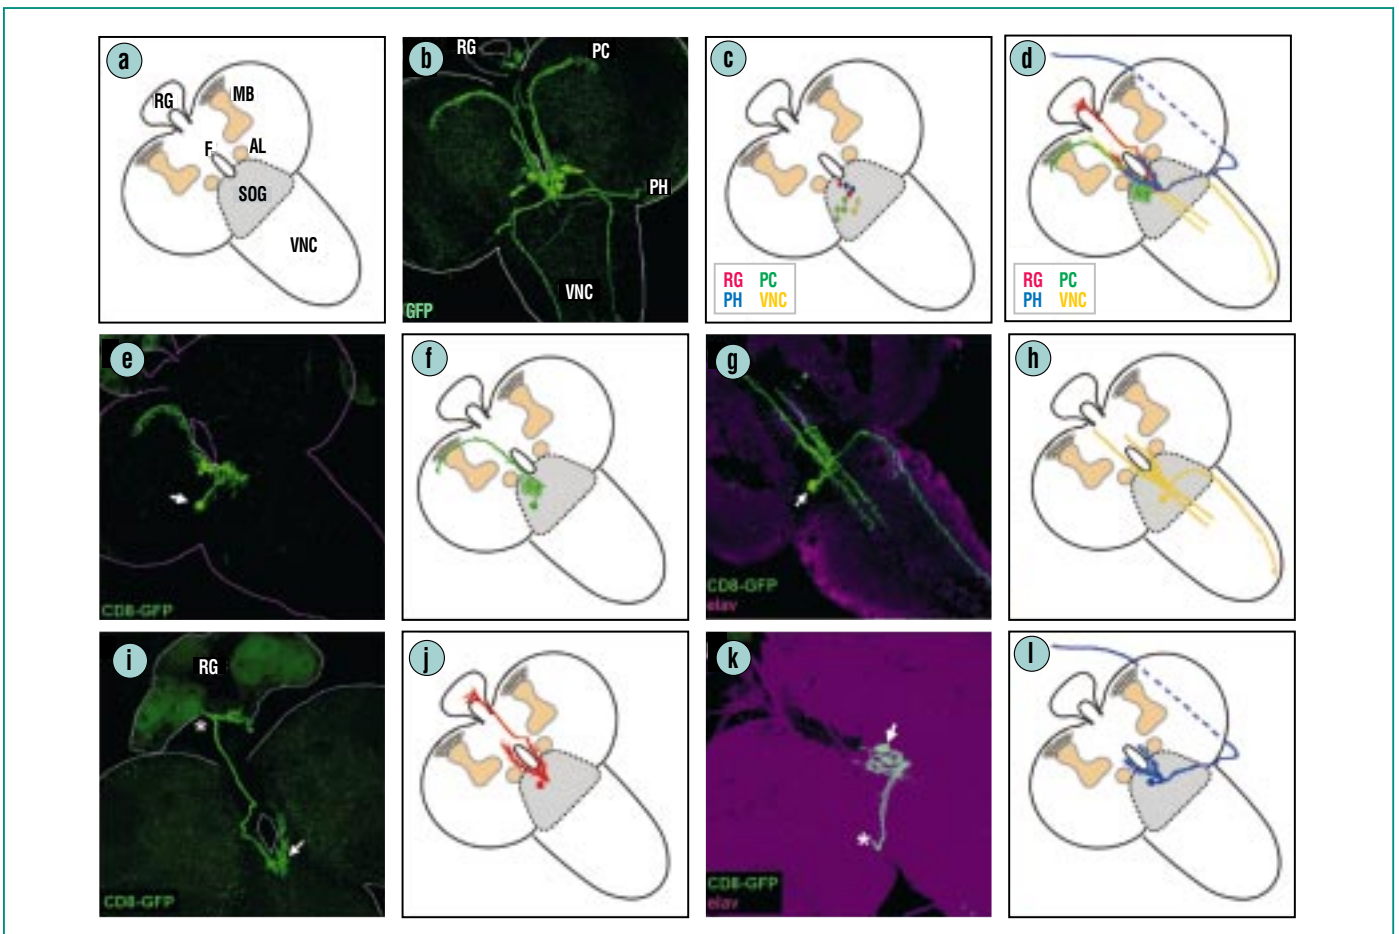 a
RG
MB
F
AL
SOG
VNC
b
RG
PC
PH
VNC
GFP
c
RG PC
PH VNC
d
RG PC
PH VNC
e
CD8-GFP
f
g
CD8-GFP
elav
h
i
RG
*
CD8-GFP
j
k
*
CD8-GFP
elav
l